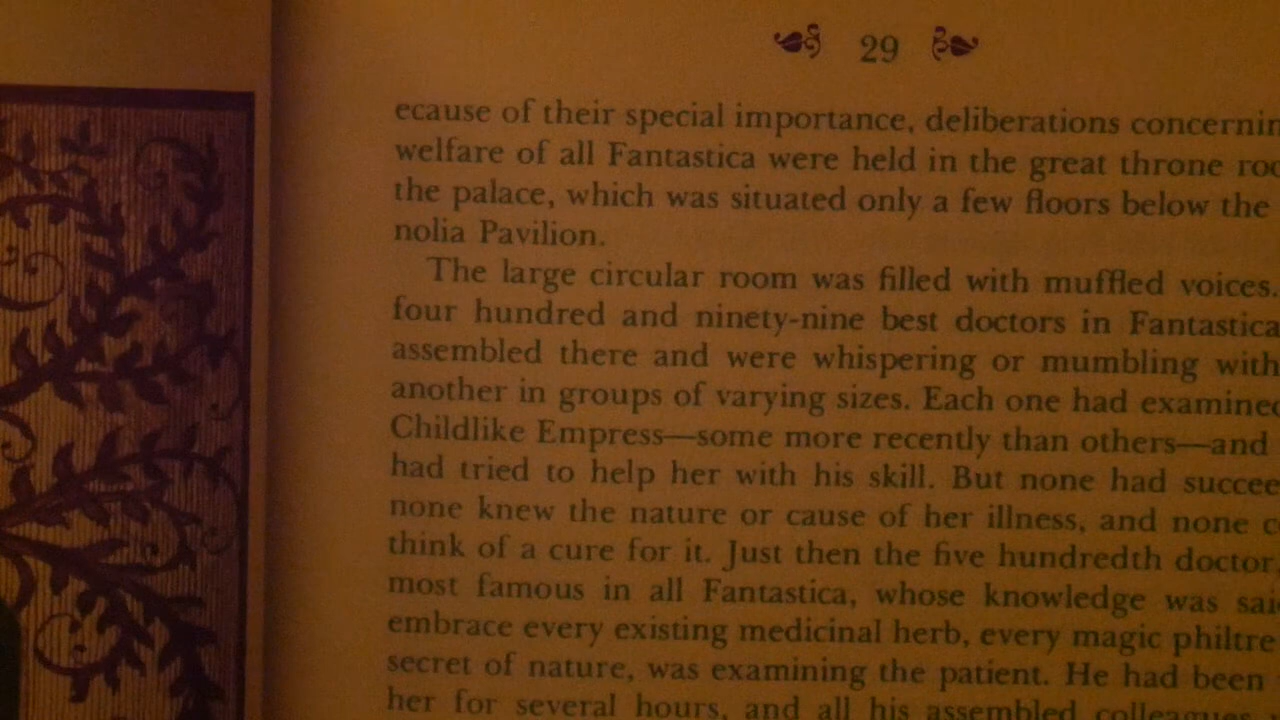 29
ecause of their special importance, deliberations concernin
welfare of all Fantastica were held in the great throne roo
the palace, which was situated only a few floors below the
nolia Pavilion.
The large circular room was filled with muffled voices.
four hundred and ninety-nine best doctors in Fantastica
assembled there and were whispering or mumbling with
another in groups of varying sizes. Each one had examined
Childlike Empress—some more recently than others—and
had tried to help her with his skill. But none had succee
none knew the nature or cause of her illness, and none c
think of a cure for it. Just then the five hundredth doctor,
most famous in all Fantastica, whose knowledge was sai
embrace every existing medicinal herb, every magic philtre
secret of nature, was examining the patient. He had been
her for several hours, and all his assembled colleagues